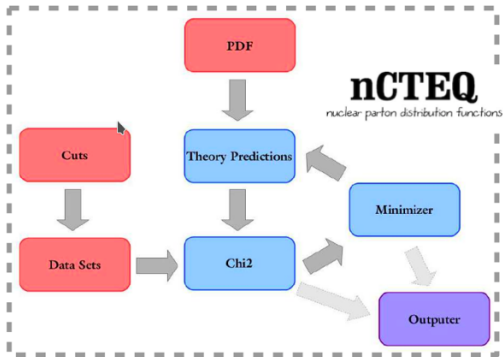 PDF
nCTEQ
nuclear parton distribution functions
Cuts
Theory Predictions
Minimizer
Data Sets
Chi2
Outputer